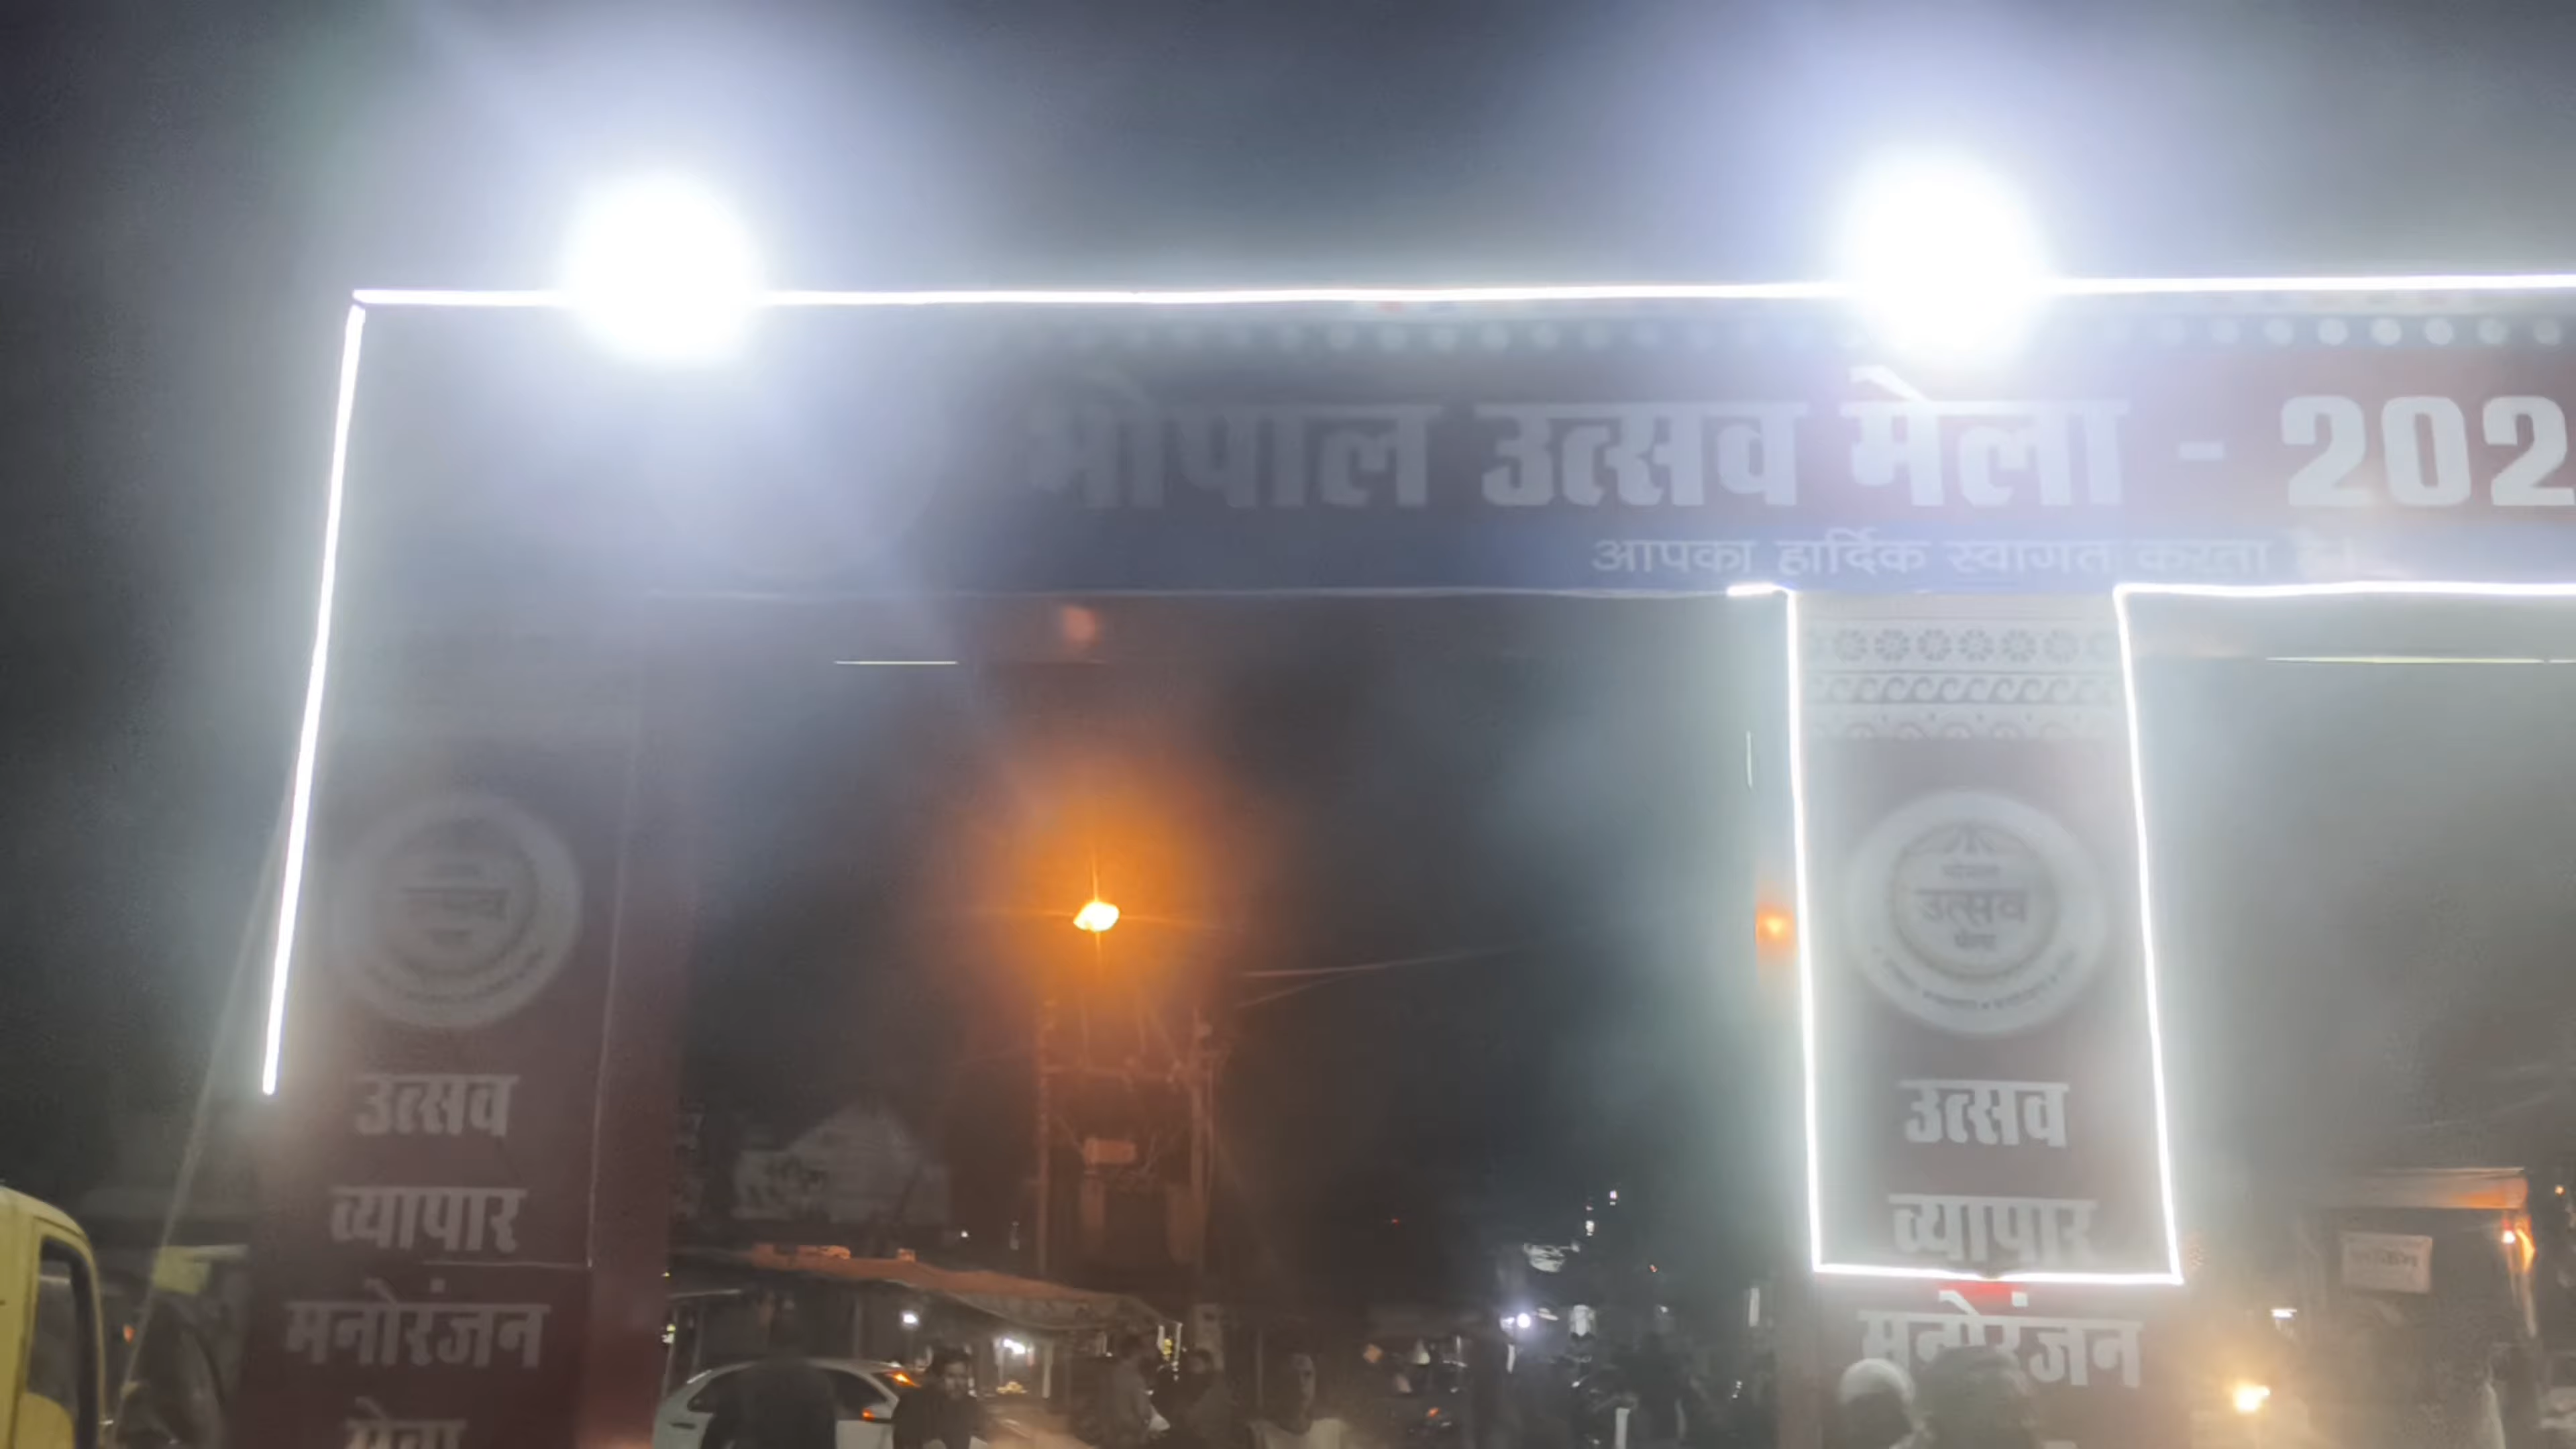 भोपाल उत्सव मेला - 202
आपका हार्दिक स्वागत करता है।
उत्सव
व्यापार
मनोरंजन
सेवा
उत्सव
उत्सव
व्यापार
मनोरंजन